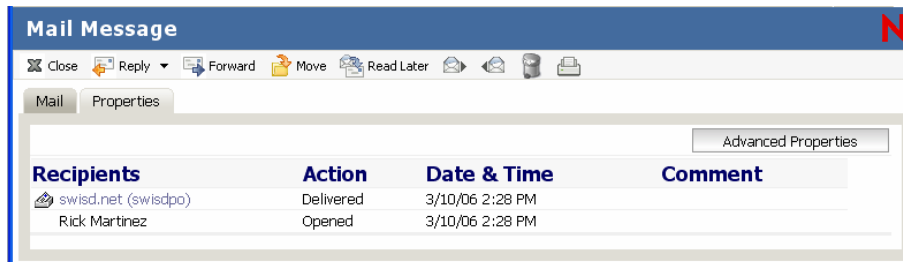 Mail Message N
Close Reply Forward Move Read Later
Mail Properties
Advanced Properties
Recipients Action Date & Time Comment
swisd.net (swisdpo) Delivered 3/10/06 2:28 PM
Rick Martinez Opened 3/10/06 2:28 PM